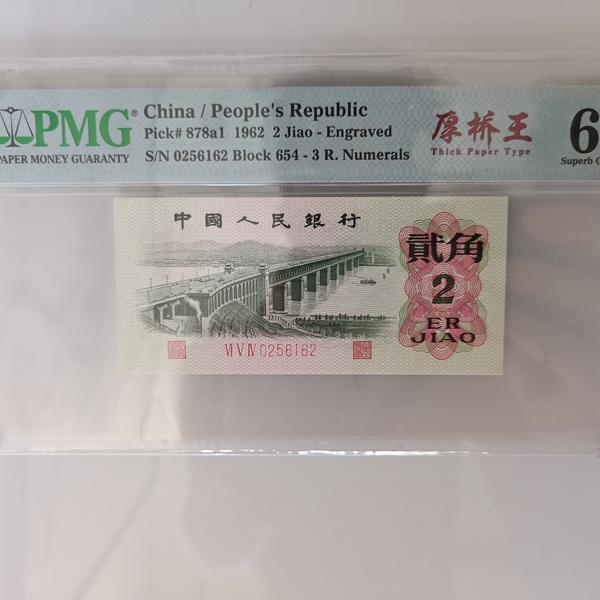 PMG®
PAPER MONEY GUARANTY
China / People's Republic
Pick# 878a1 1962 2 Jiao - Engraved
S/N 0256162 Block 654 - 3 R. Numerals
厚桥王
Thick Paper Type
6
Superb G
中國人民銀行
貳角
2
ER
JIAO
VI V IV 0256162